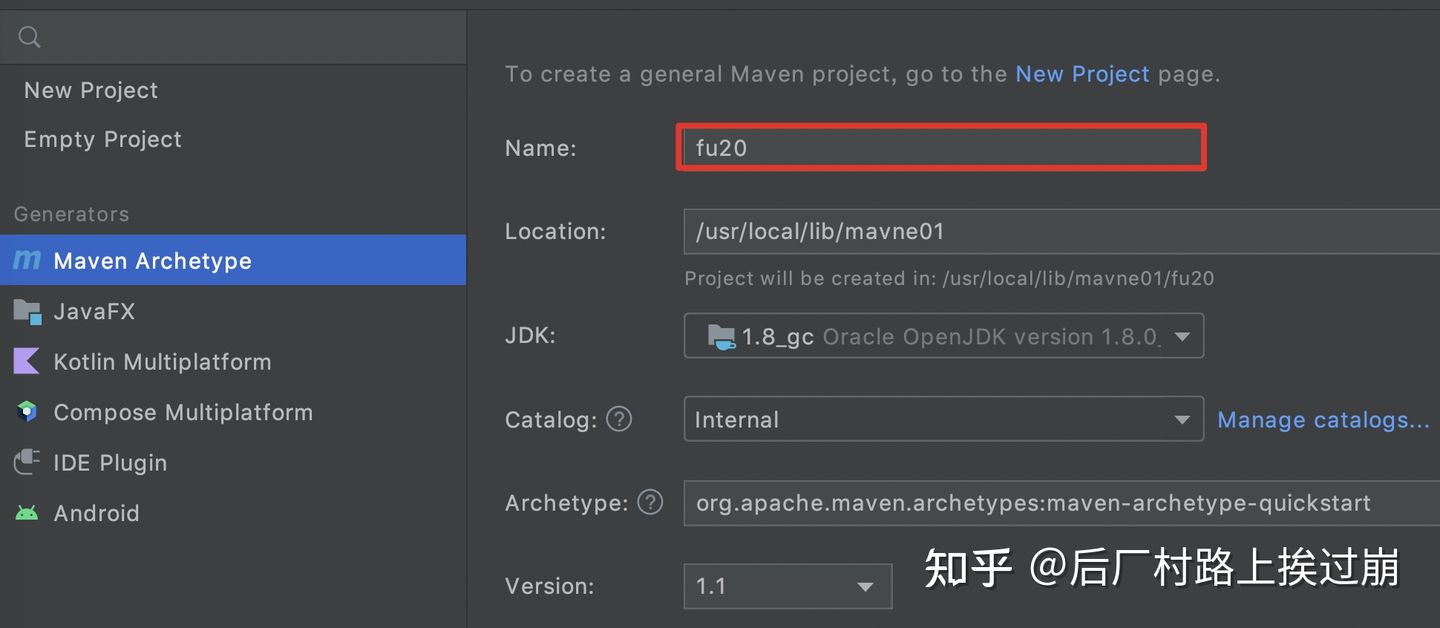 New Project
Empty Project
Generators
Maven Archetype
JavaFX
Kotlin Multiplatform
Compose Multiplatform
IDE Plugin
Android
To create a general Maven project, go to the New Project page.
Name: fu20
Location: /usr/local/lib/mavne01
Project will be created in: /usr/local/lib/mavne01/fu20
JDK: 1.8_gc Oracle OpenJDK version 1.8.0_
Catalog: ? Internal Manage catalogs...
Archetype: ? org.apache.maven.archetypes:maven-archetype-quickstart
Version: 1.1
知乎 @后厂村路上挨过崩